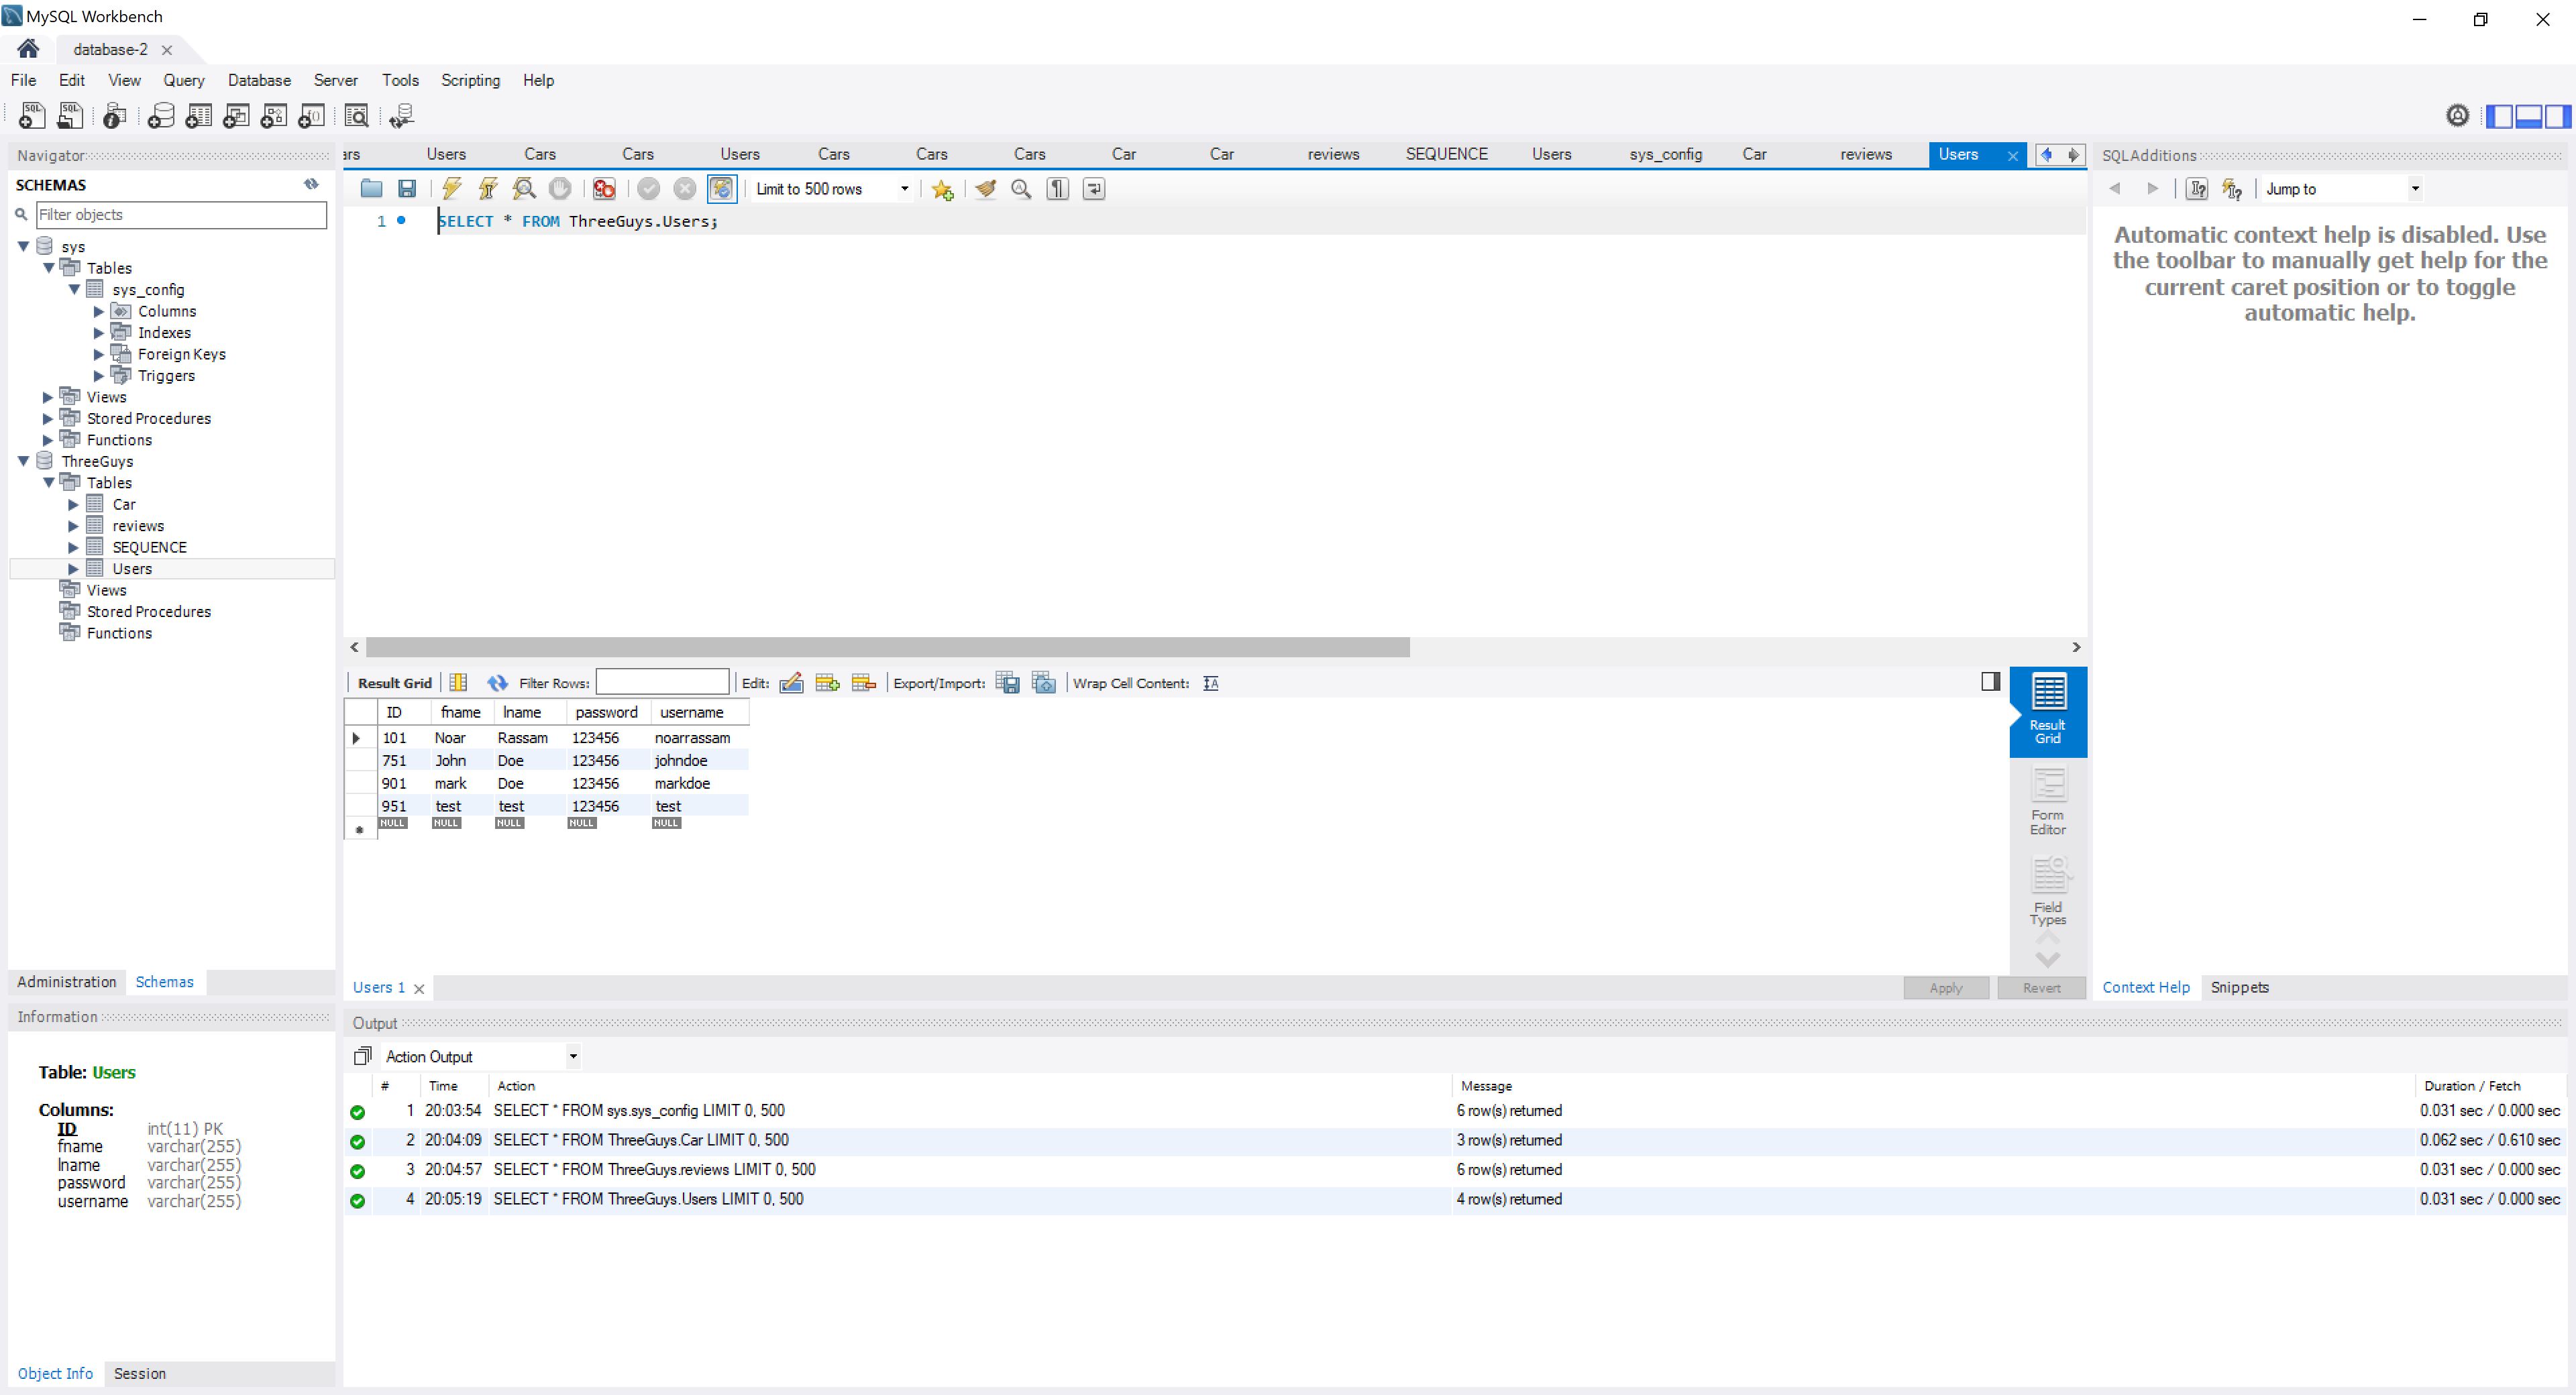 MySQL Workbench
database-2
File Edit View Query Database Server Tools Scripting Help
Navigator
SCHEMAS
Filter objects
sys
Tables
sys_config
Columns
Indexes
Foreign Keys
Triggers
Views
Stored Procedures
Functions
ThreeGuys
Tables
Car
reviews
SEQUENCE
Users
Views
Stored Procedures
Functions
Administration Schemas
Information
Table: Users
Columns:
ID int(11) PK
fname varchar(255)
lname varchar(255)
password varchar(255)
username varchar(255)
Object Info Session
ars Users Cars Cars Users Cars Cars Cars Car Car reviews SEQUENCE Users sys_config Car reviews Users
Limit to 500 rows
1 SELECT * FROM ThreeGuys.Users;
Result Grid Filter Rows: Edit: Export/Import: Wrap Cell Content:
ID fname lname password username
101 Noar Rassam 123456 noarrassam
751 John Doe 123456 johndoe
901 mark Doe 123456 markdoe
951 test test 123456 test
NULL NULL NULL NULL NULL
Result
Grid
Form
Editor
Field
Types
Users 1 Apply Revert
SQLAdditions
Jump to
Automatic context help is disabled. Use
the toolbar to manually get help for the
current caret position or to toggle
automatic help.
Context Help Snippets
Output
Action Output
# Time Action Message Duration / Fetch
1 20:03:54 SELECT * FROM sys.sys_config LIMIT 0, 500 6 row(s) returned 0.031 sec / 0.000 sec
2 20:04:09 SELECT * FROM ThreeGuys.Car LIMIT 0, 500 3 row(s) returned 0.062 sec / 0.610 sec
3 20:04:57 SELECT * FROM ThreeGuys.reviews LIMIT 0, 500 6 row(s) returned 0.031 sec / 0.000 sec
4 20:05:19 SELECT * FROM ThreeGuys.Users LIMIT 0, 500 4 row(s) returned 0.031 sec / 0.000 sec